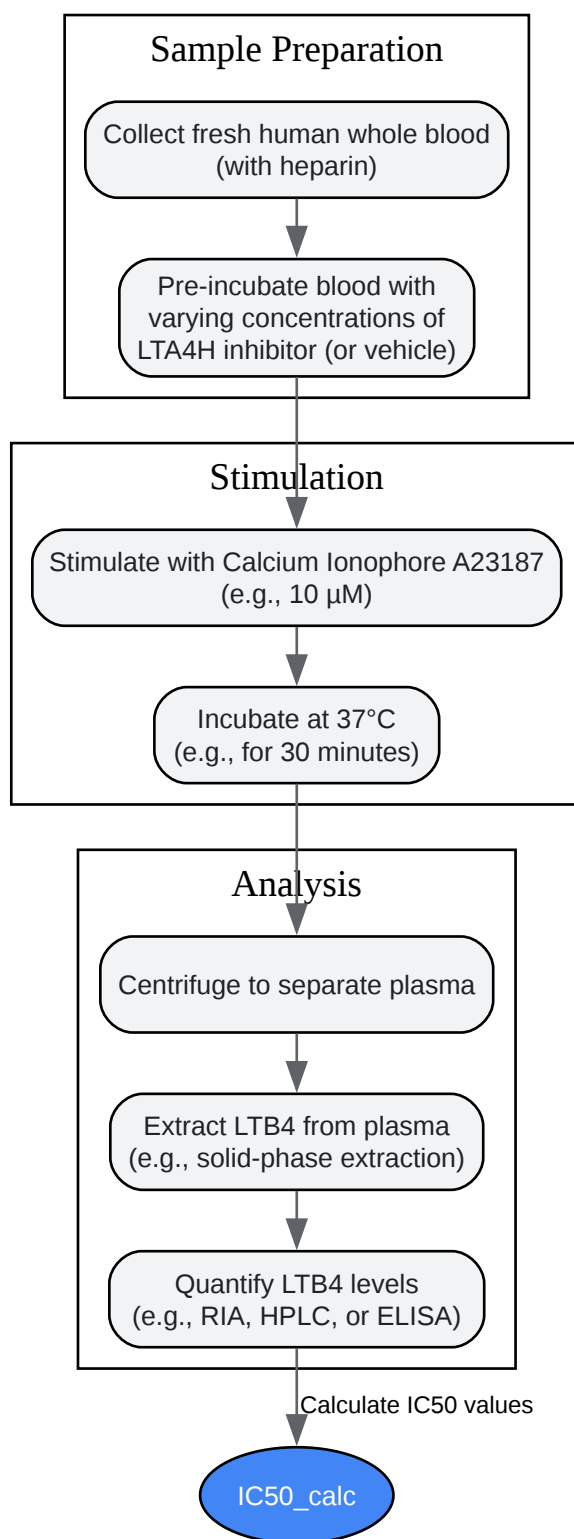 Sample Preparation
Collect fresh human whole blood
(with heparin)
Pre-incubate blood with
varying concentrations of
LTA4H inhibitor (or vehicle)
Stimulation
Stimulate with Calcium Ionophore A23187
(e.g., 10 µM)
Incubate at 37°C
(e.g., for 30 minutes)
Analysis
Centrifuge to separate plasma
Extract LTB4 from plasma
(e.g., solid-phase extraction)
Quantify LTB4 levels
(e.g., RIA, HPLC, or ELISA)
Calculate IC50 values
IC50_calc